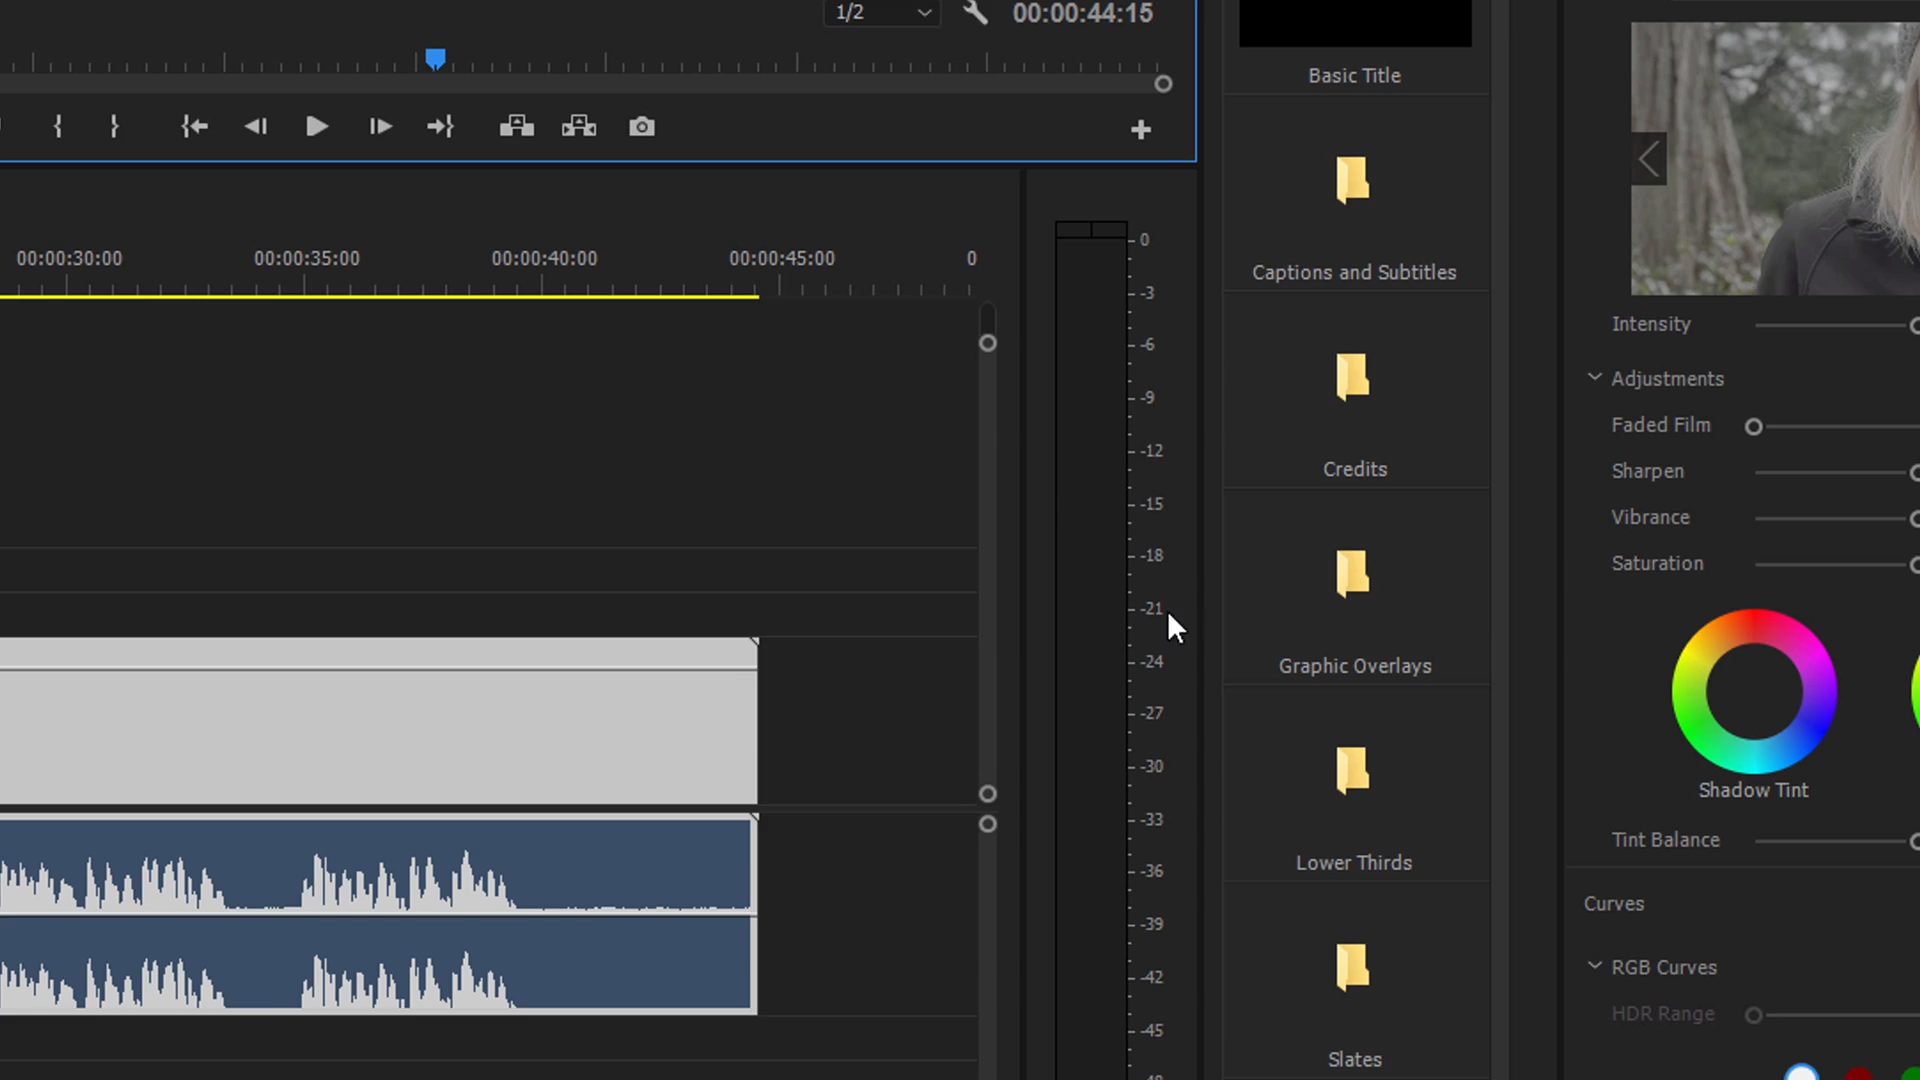 1/2
00:00:44:15
00:00:30:00
00:00:35:00
00:00:40:00
00:00:45:00
0
0
-3
-6
-9
-12
-15
-18
-21
-24
-27
-30
-33
-36
-39
-42
-45
Basic Title
Captions and Subtitles
Credits
Graphic Overlays
Lower Thirds
Slates
Intensity
Adjustments
Faded Film
Sharpen
Vibrance
Saturation
Shadow Tint
Tint Balance
Curves
RGB Curves
HDR Range